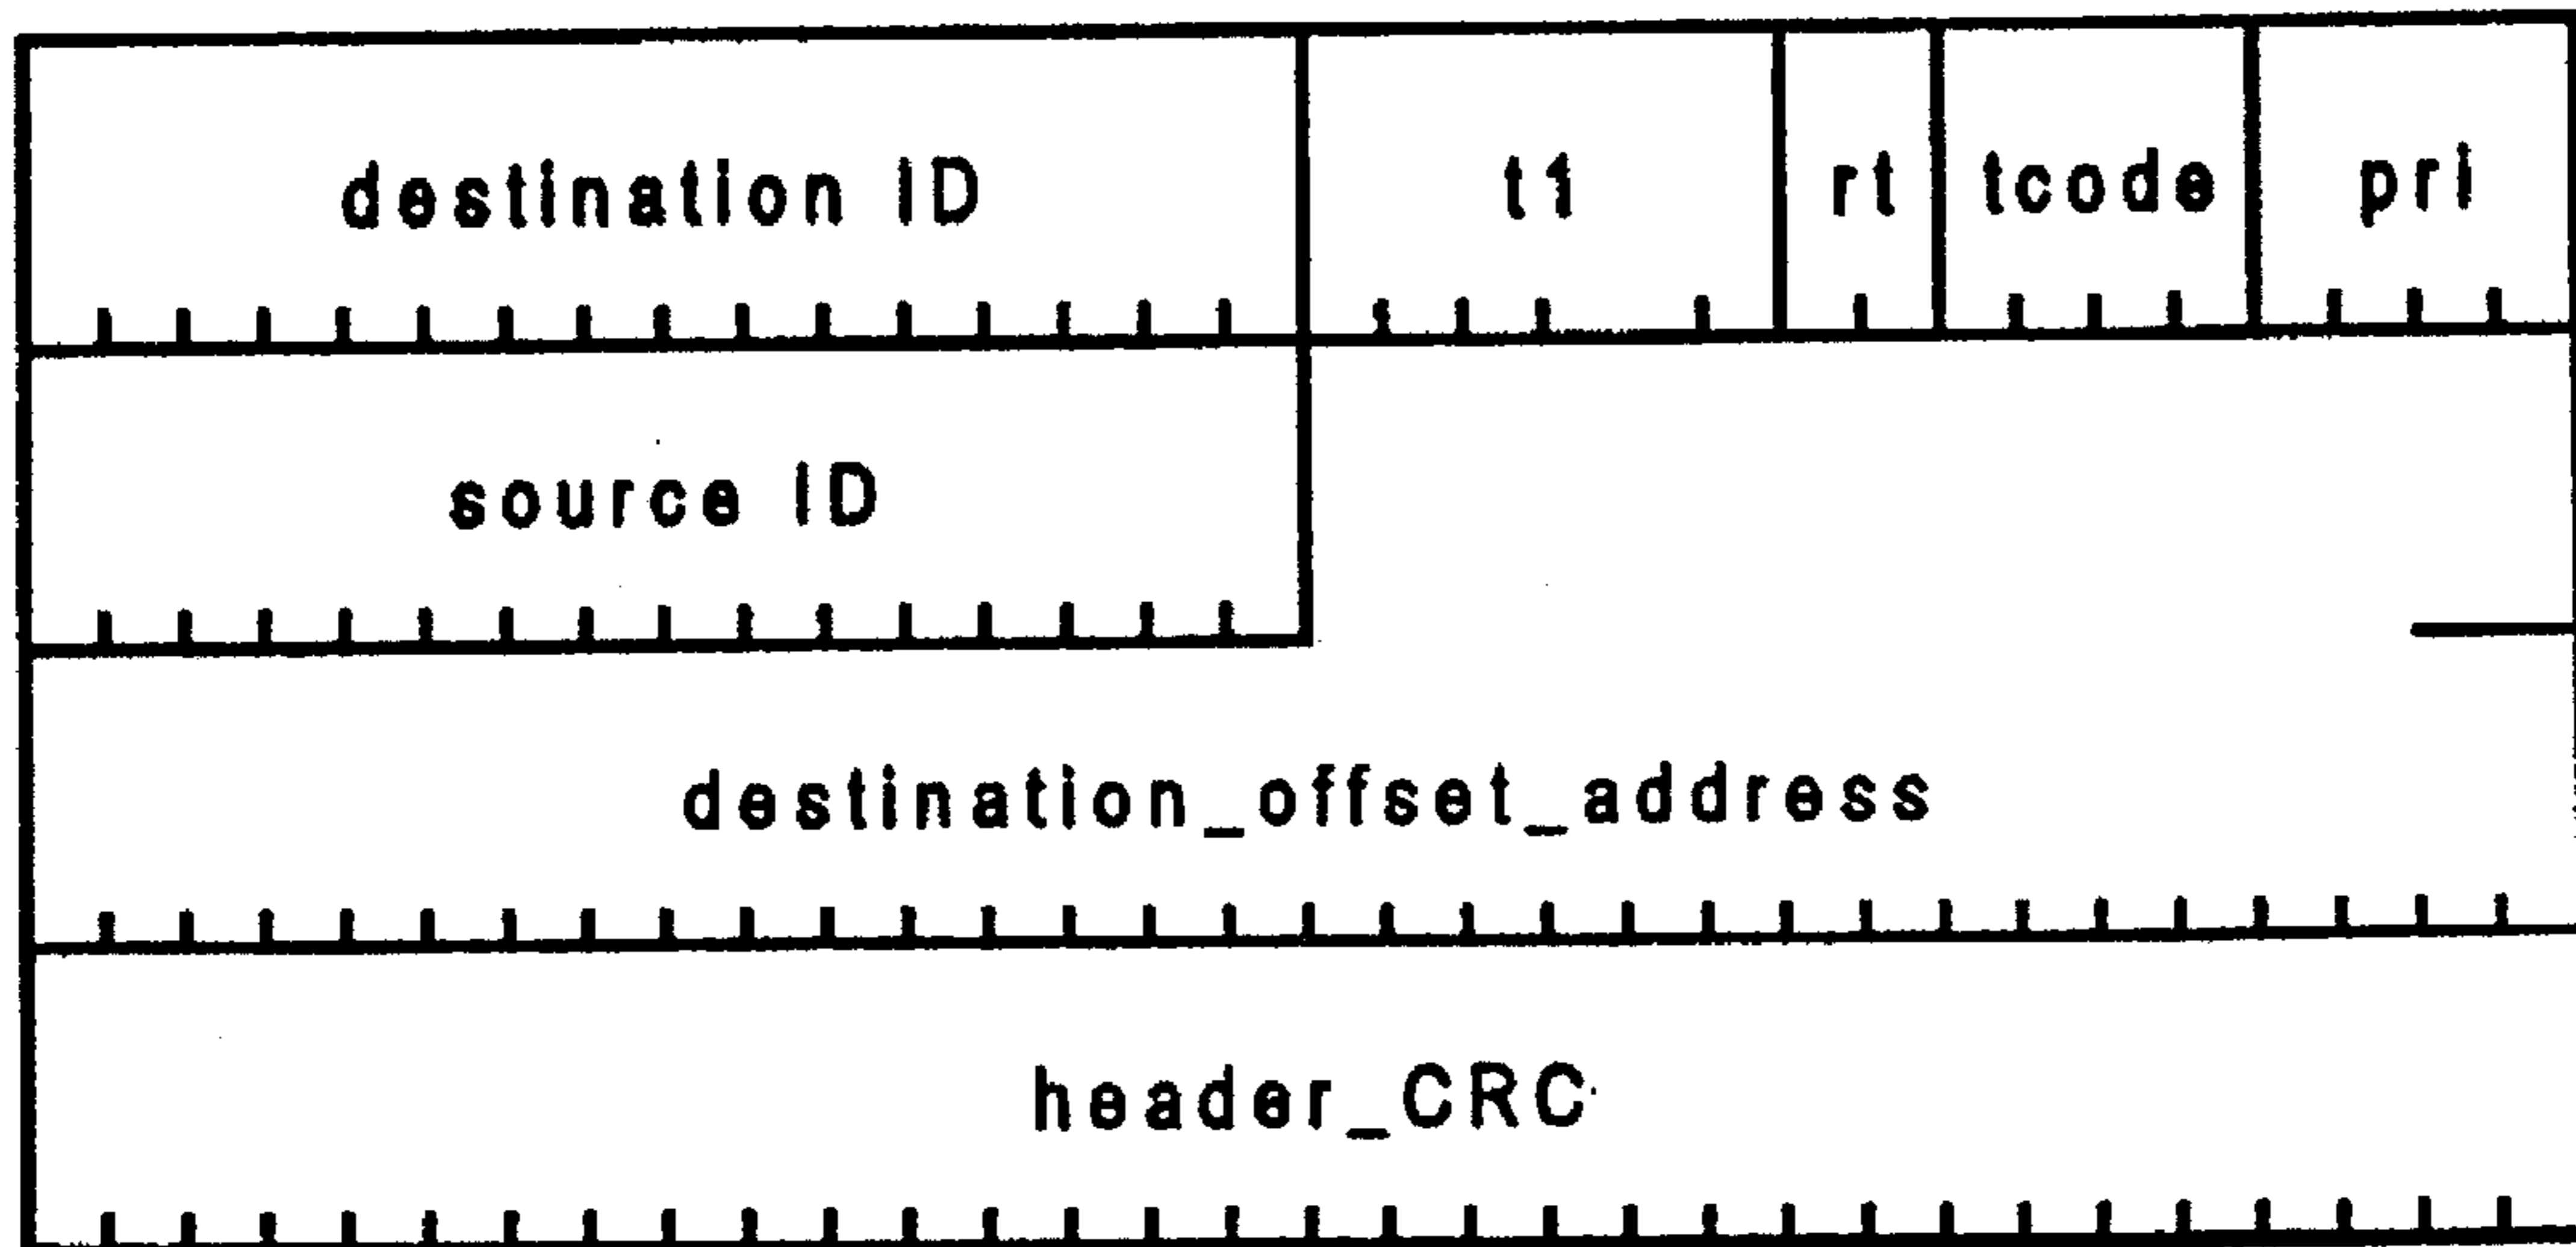 destination ID t1 rt tcode pri
source ID
destination_offset_address
header_CRC